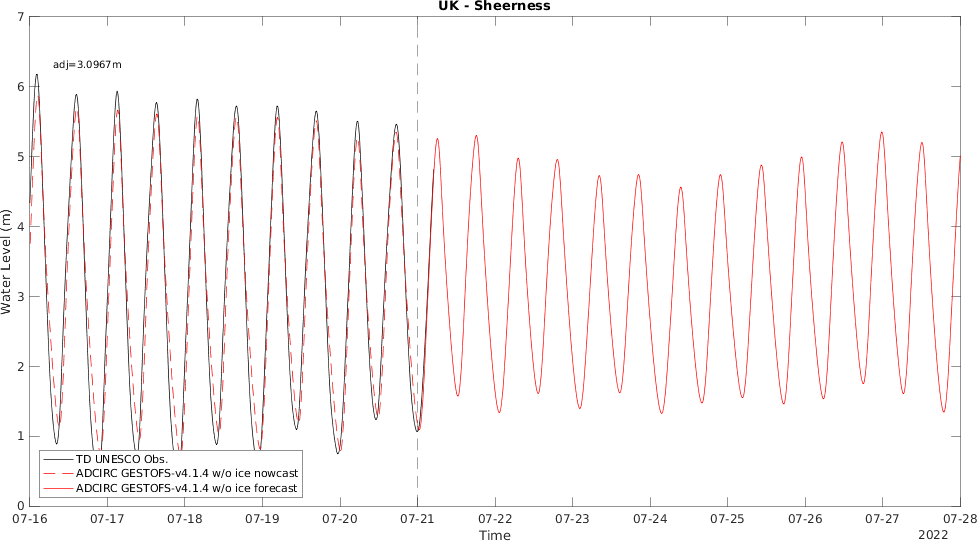 UK - Sheerness
7
6
5
4
3
2
1
0
Water Level (m)
adj=3.0967m
TD UNESCO Obs.
ADCIRC GESTOFS-v4.1.4 w/o ice nowcast
ADCIRC GESTOFS-v4.1.4 w/o ice forecast
07-16 07-17 07-18 07-19 07-20 07-21 07-22 07-23 07-24 07-25 07-26 07-27 07-28
Time
2022